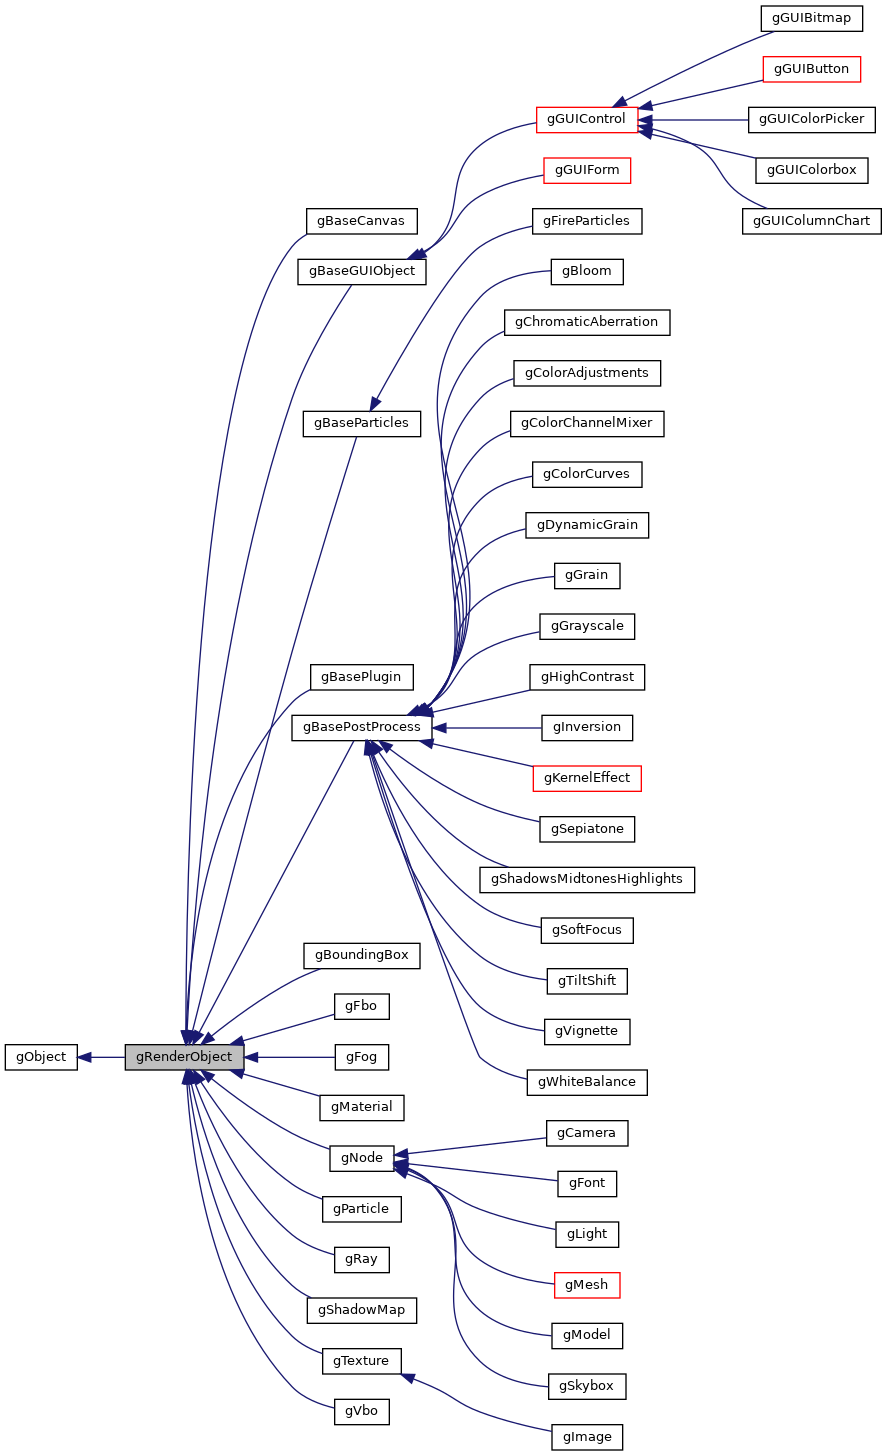 gGUIBitmap
gGUIButton
gGUIControl
gGUIColorPicker
gGUIForm
gGUIColorbox
gBaseCanvas
gFireParticles
gGUIColumnChart
gBaseGUIObject
gBloom
gChromaticAberration
gColorAdjustments
gBaseParticles
gColorChannelMixer
gColorCurves
gDynamicGrain
gGrain
gGrayscale
gBasePlugin
gHighContrast
gBasePostProcess
gInversion
gKernelEffect
gSepiatone
gShadowsMidtonesHighlights
gSoftFocus
gBoundingBox
gTiltShift
gFbo
gVignette
gObject
gRenderObject
gFog
gWhiteBalance
gMaterial
gCamera
gNode
gFont
gParticle
gLight
gRay
gMesh
gShadowMap
gModel
gTexture
gSkybox
gVbo
gImage